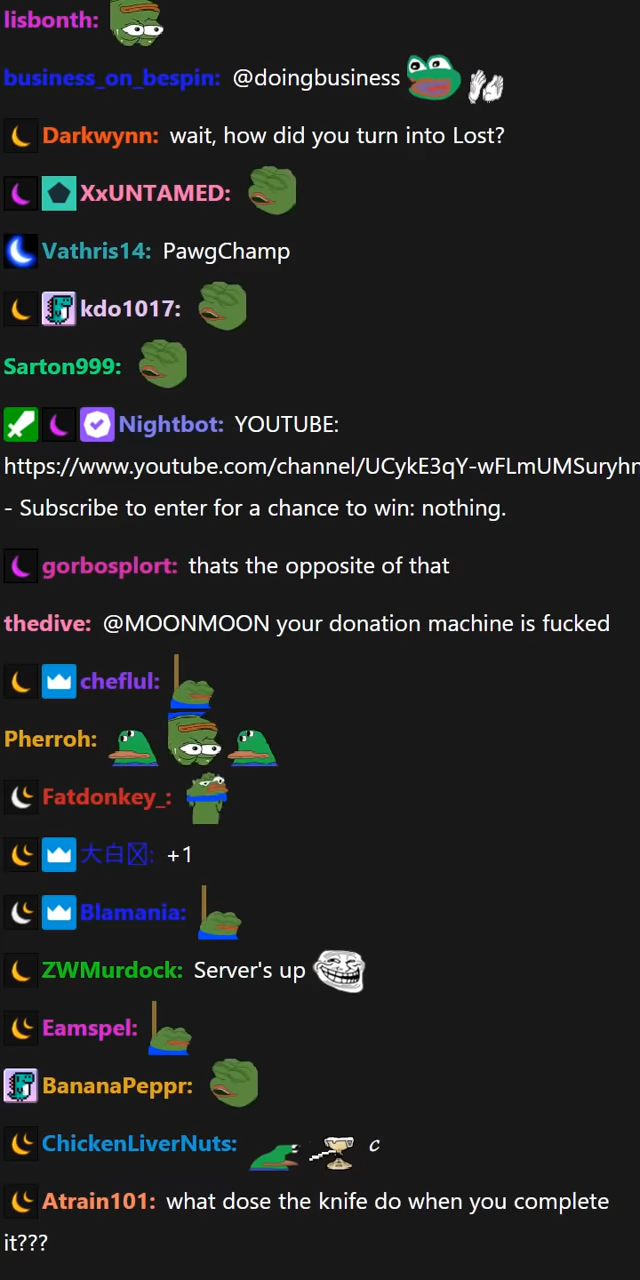 lisbonth:
business_on_bespin: @doingbusiness
Darkwynn: wait, how did you turn into Lost?
XxUNTAMED:
Vathris14: PawgChamp
kdo1017:
Sarton999:
Nightbot: YOUTUBE:
https://www.youtube.com/channel/UCykE3qY-wFLmUMSuryhr
- Subscribe to enter for a chance to win: nothing.
gorbosplort: thats the opposite of that
thedive: @MOONMOON your donation machine is fucked
cheflul:
Pherroh:
Fatdonkey_:
大白: +1
Blamania:
ZWMurdock: Server's up
Eamspel:
BananaPeppr:
ChickenLiverNuts: c
Atrain101: what dose the knife do when you complete
it???